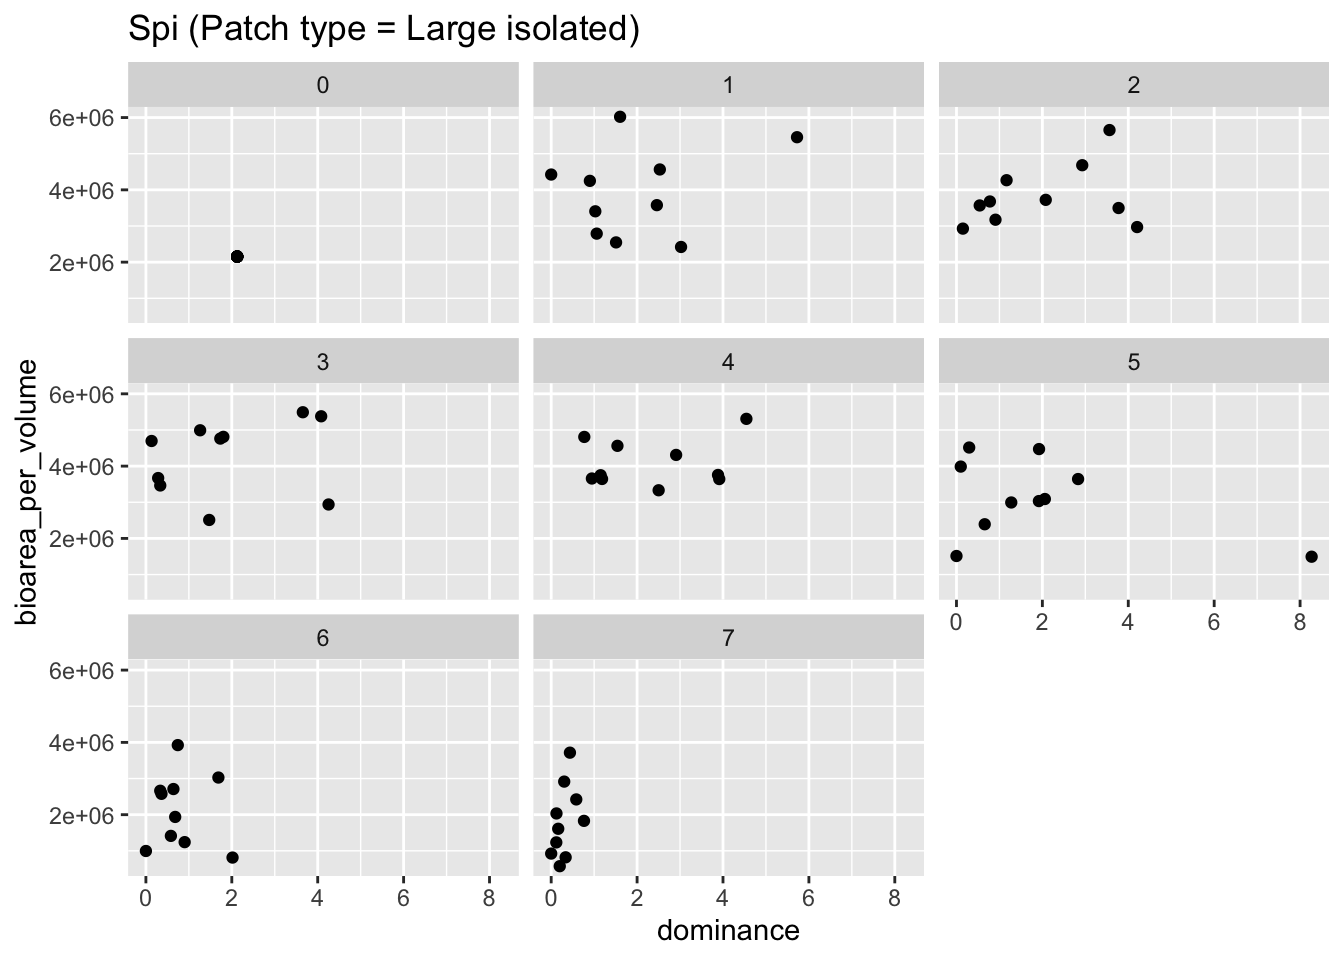 Spi (Patch type = Large isolated)
0 1 2
6e+06
4e+06
2e+06
3 4 5
6e+06
4e+06
2e+06
0 2 4 6 8
6 7
6e+06
4e+06
2e+06
0 2 4 6 8 0 2 4 6 8
bioarea_per_volume
dominance